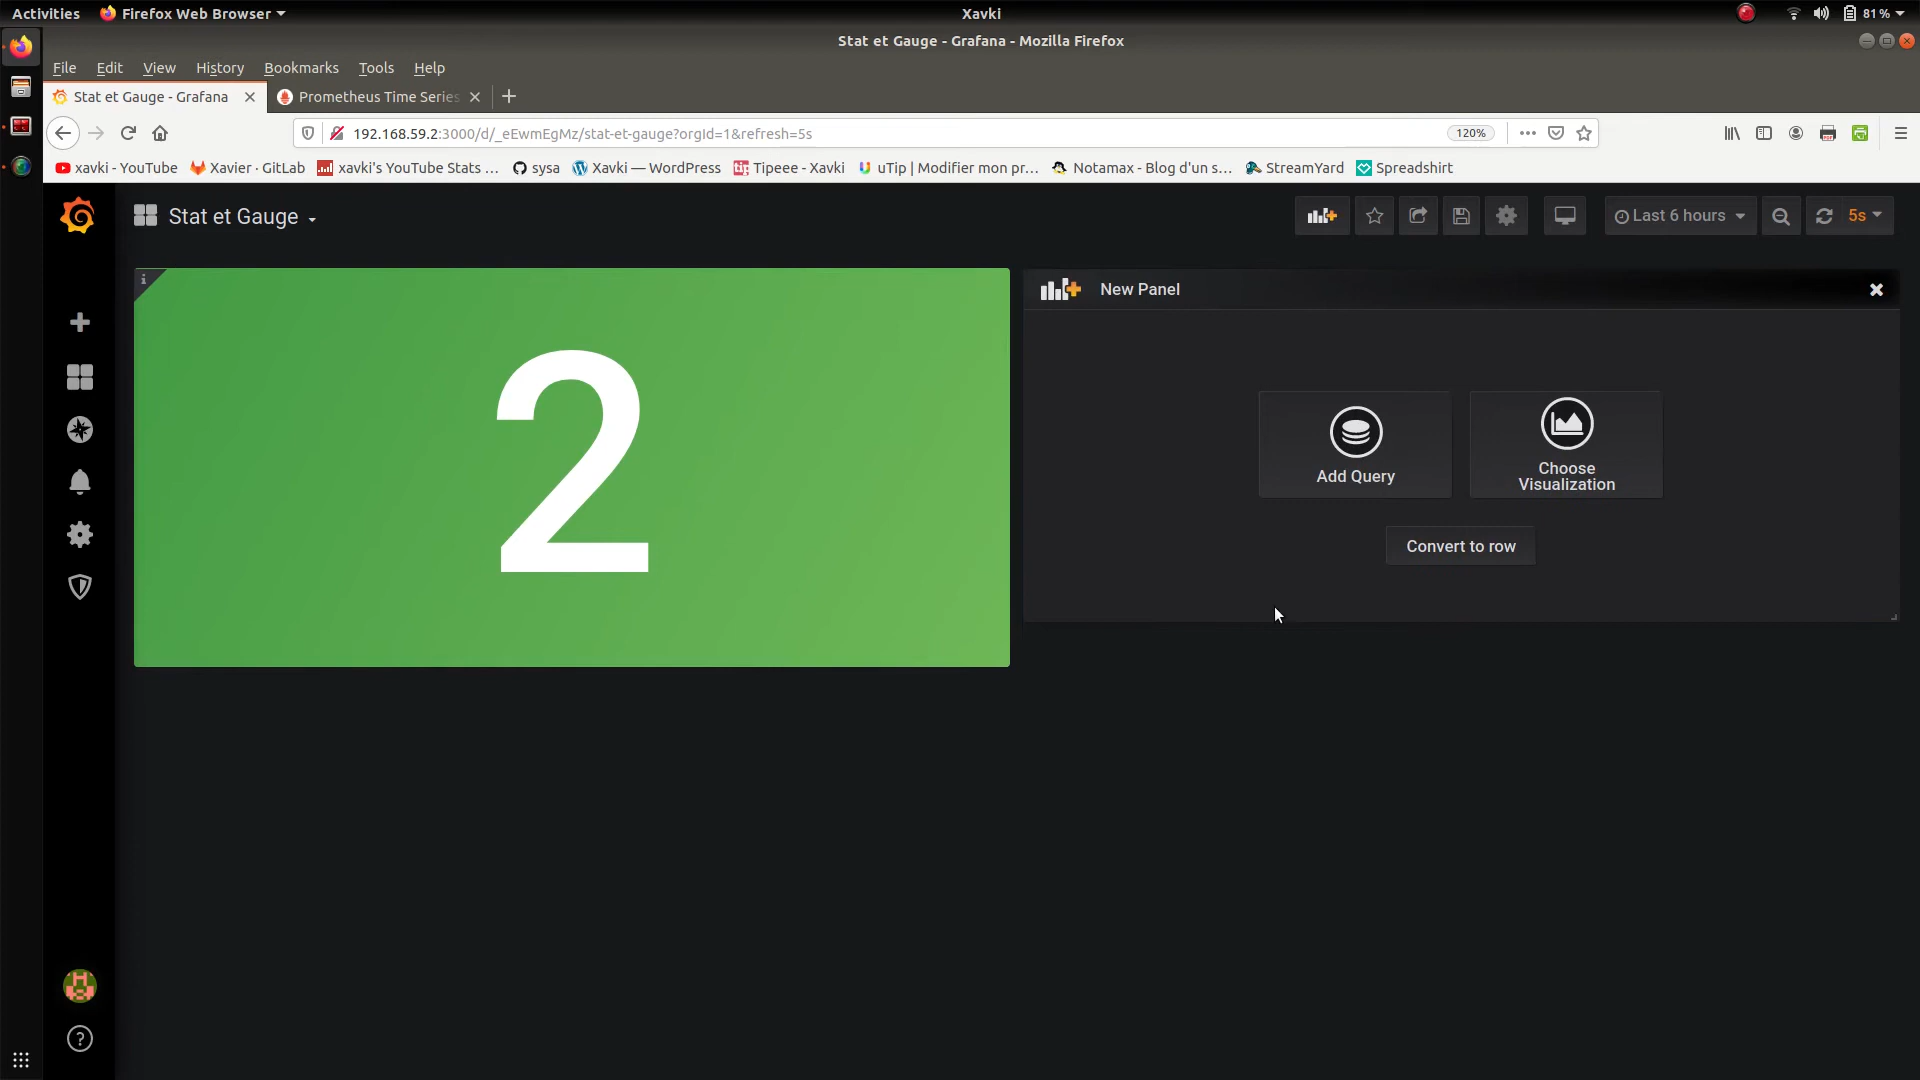 Activities
Firefox Web Browser
Xavki
81 %
Stat et Gauge - Grafana - Mozilla Firefox
File Edit View History Bookmarks Tools Help
Stat et Gauge - Grafana
Prometheus Time Series
192.168.59.2:3000/d/_eEwmEgMz/stat-et-gauge?orgId=1&refresh=5s
120%
xavki - YouTube
Xavier · GitLab
xavki's YouTube Stats ...
sysa
Xavki — WordPress
Tipeee - Xavki
uTip | Modifier mon pr...
Notamax - Blog d'un s...
StreamYard
Spreadshirt
Stat et Gauge
Last 6 hours
5s
i
2
New Panel
Add Query
Choose
Visualization
Convert to row
?